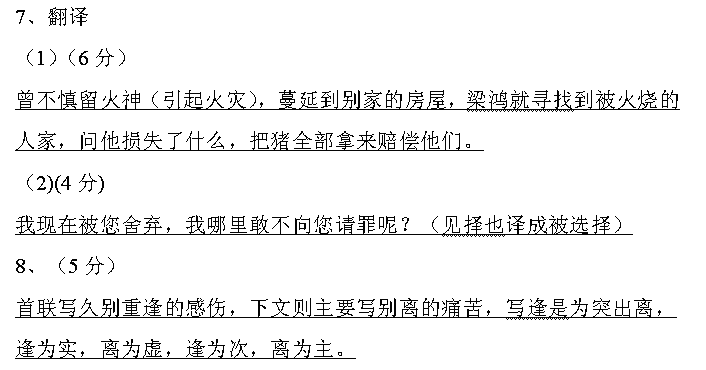 7、翻译
（1）（6 分）
曾不慎留火神（引起火灾），蔓延到别家的房屋，梁鸿就寻找到被火烧的
人家，问他损失了什么，把猪全部拿来赔偿他们。
（2)(4 分)
我现在被您舍弃，我哪里敢不向您请罪呢？（见择也译成被选择）
8、（5 分）
首联写久别重逢的感伤，下文则主要写别离的痛苦，写逢是为突出离，
逢为实，离为虚，逢为次，离为主。